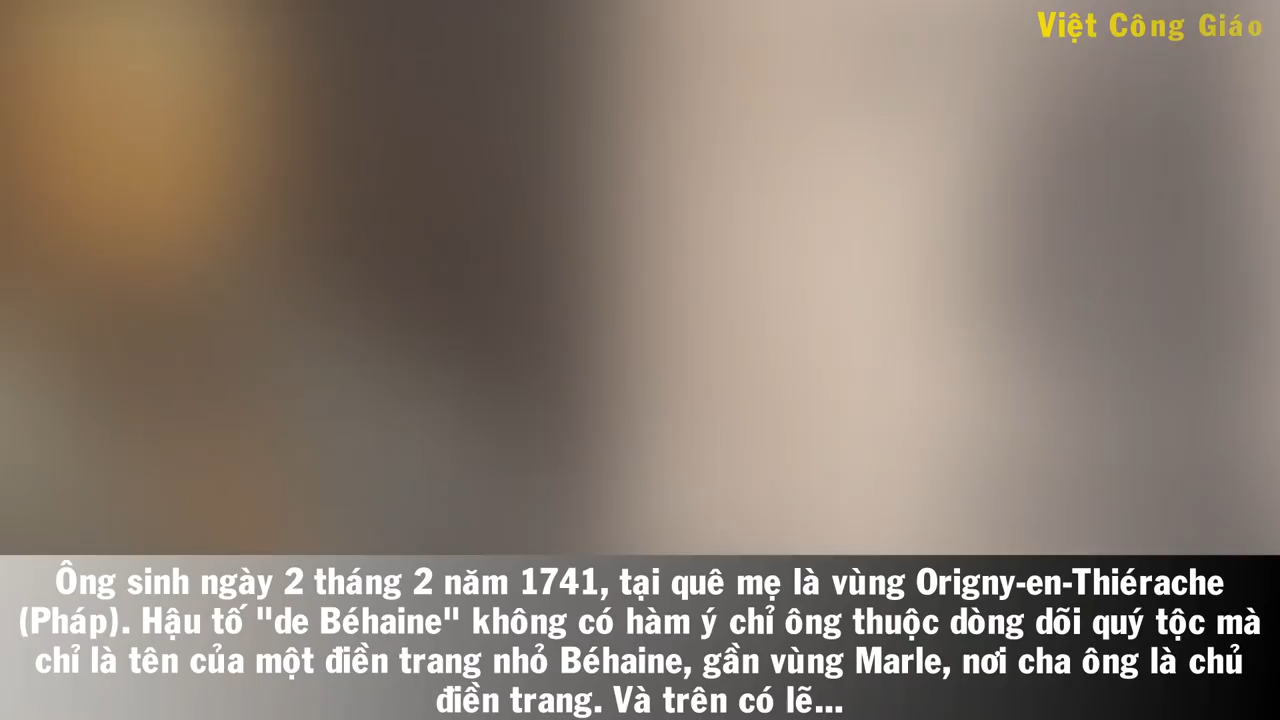 Việt Công Giáo
Ông sinh ngày 2 tháng 2 năm 1741, tại quê mẹ là vùng Origny-en-Thiérache
(Pháp). Hậu tố "de Béhaine" không có hàm ý chỉ ông thuộc dòng dõi quý tộc mà
chỉ là tên của một điền trang nhỏ Béhaine, gần vùng Marle, nơi cha ông là chủ
điền trang. Và trên có lẽ...